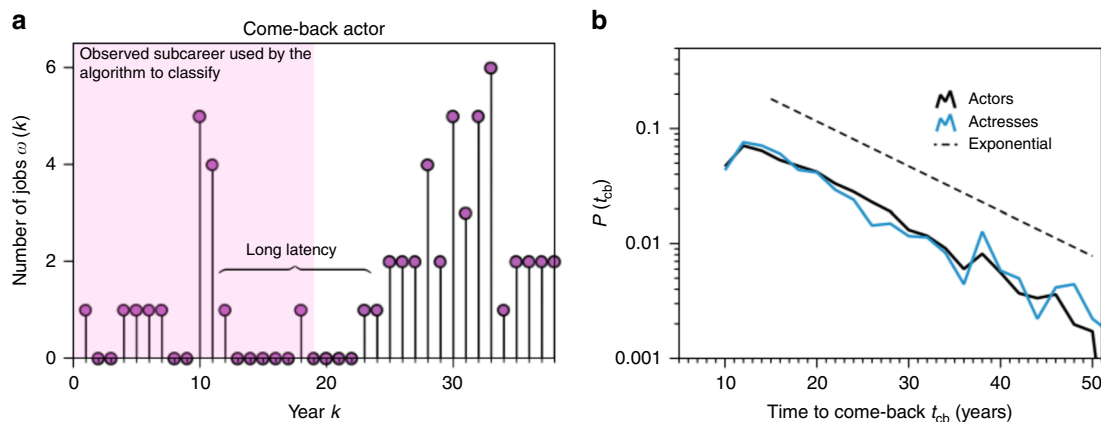 a
Come-back actor
Observed subcareer used by the
algorithm to classify
Long latency
Number of jobs ω (k)
6
4
2
0
0
10
20
30
Year k
b
Actors
Actresses
Exponential
P (tcb)
0.1
0.01
0.001
10
20
30
40
50
Time to come-back tcb (years)